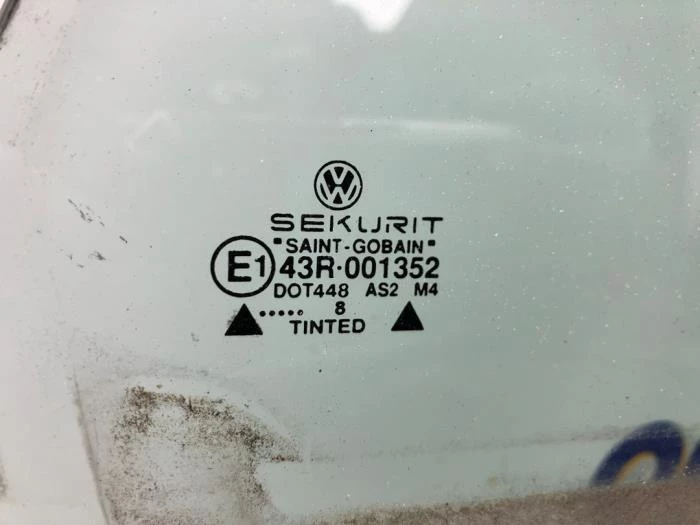 SEKURIT
"SAINT-GOBAIN"
E1 43R·001352
DOT448 AS2 M4
..... 8
TINTED